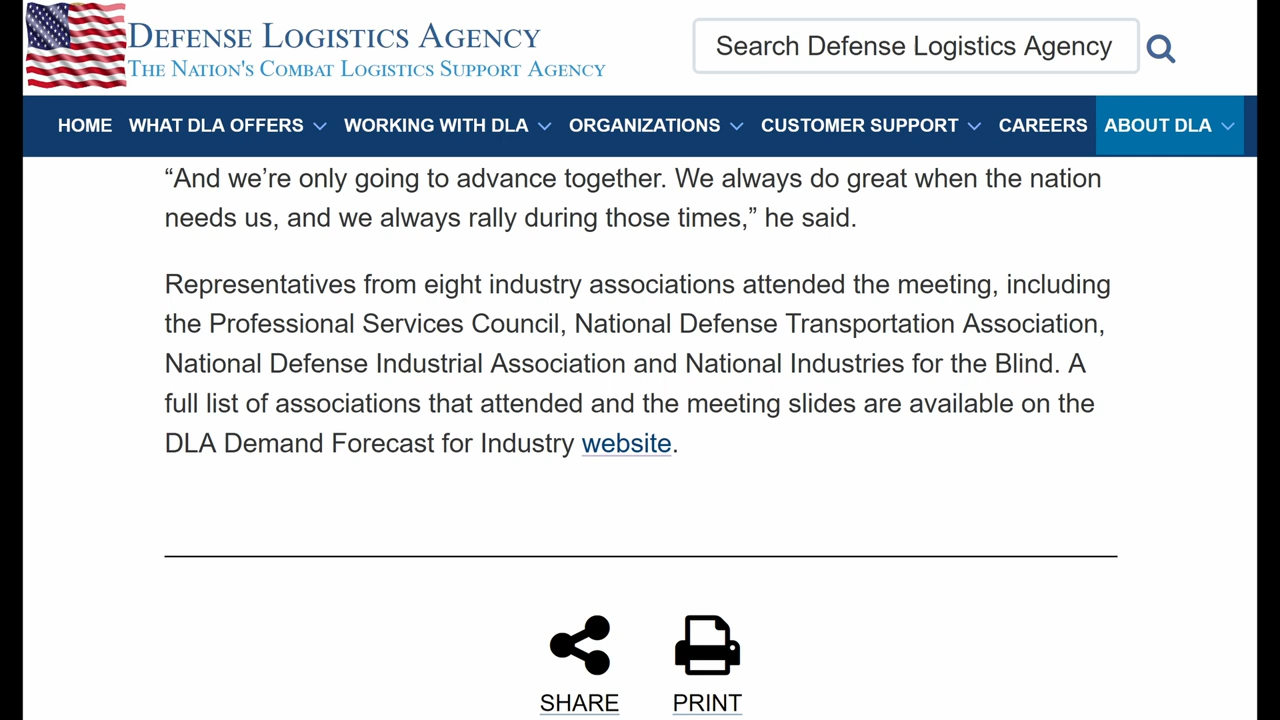 DEFENSE LOGISTICS AGENCY
THE NATION'S COMBAT LOGISTICS SUPPORT AGENCY
Search Defense Logistics Agency
HOME WHAT DLA OFFERS WORKING WITH DLA ORGANIZATIONS CUSTOMER SUPPORT CAREERS ABOUT DLA
“And we’re only going to advance together. We always do great when the nation
needs us, and we always rally during those times,” he said.
Representatives from eight industry associations attended the meeting, including
the Professional Services Council, National Defense Transportation Association,
National Defense Industrial Association and National Industries for the Blind. A
full list of associations that attended and the meeting slides are available on the
DLA Demand Forecast for Industry website.
SHARE PRINT